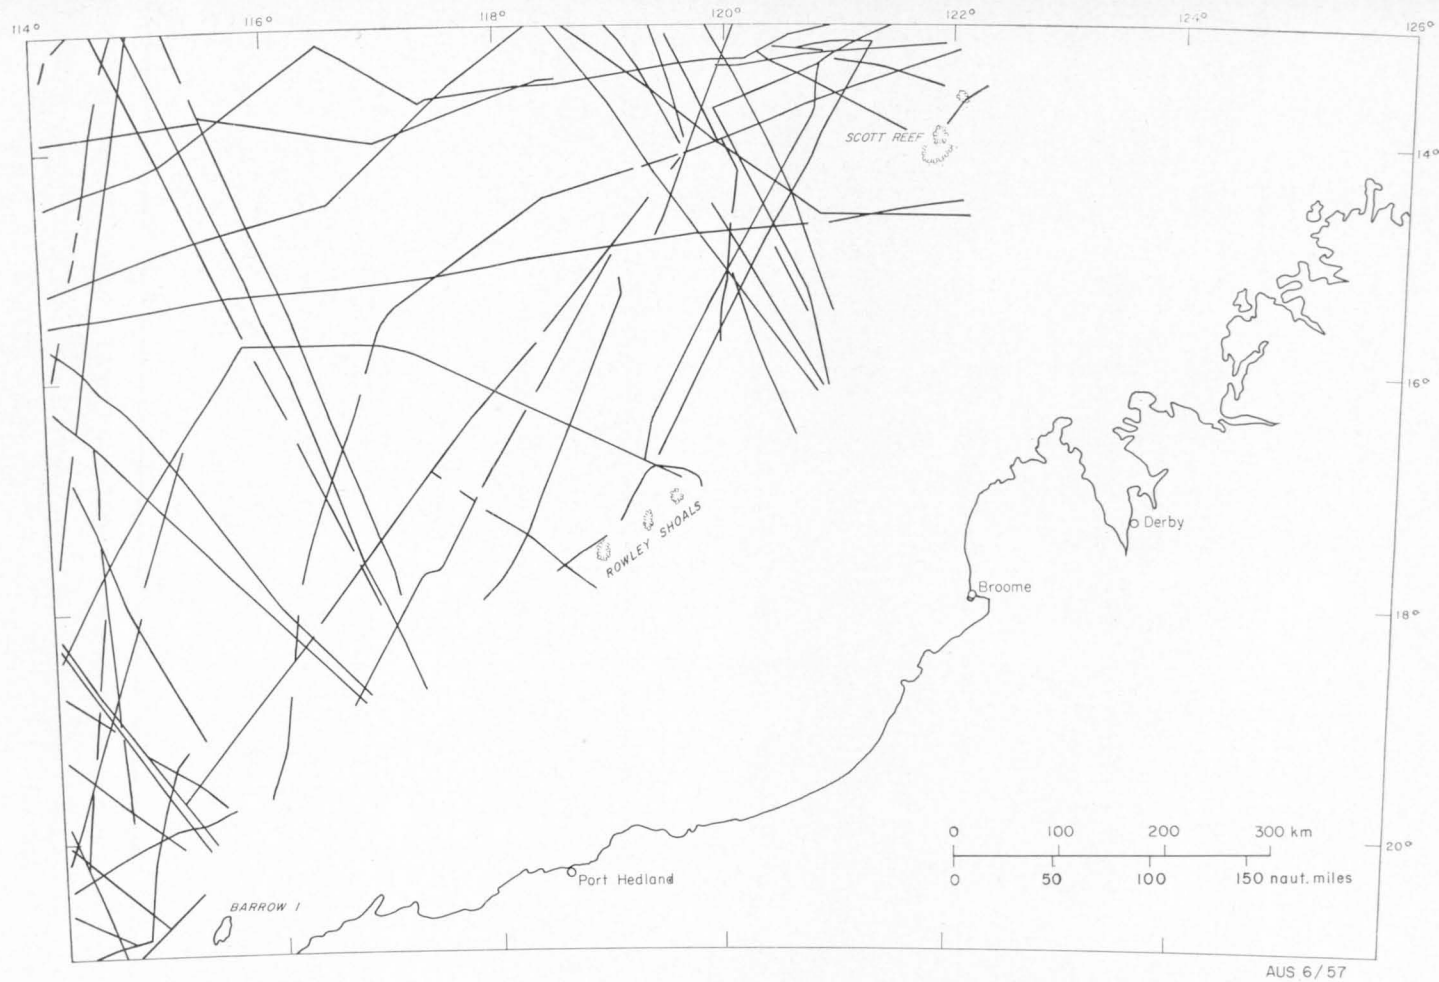 114° 116° 118° 120° 122° 124° 126°
SCOTT REEF
14°
16°
ROWLEY SHOALS
Derby
Broome
18°
0 100 200 300 km
20°
0 50 100 150 naut. miles
Port Hedland
BARROW I
AUS 6/57